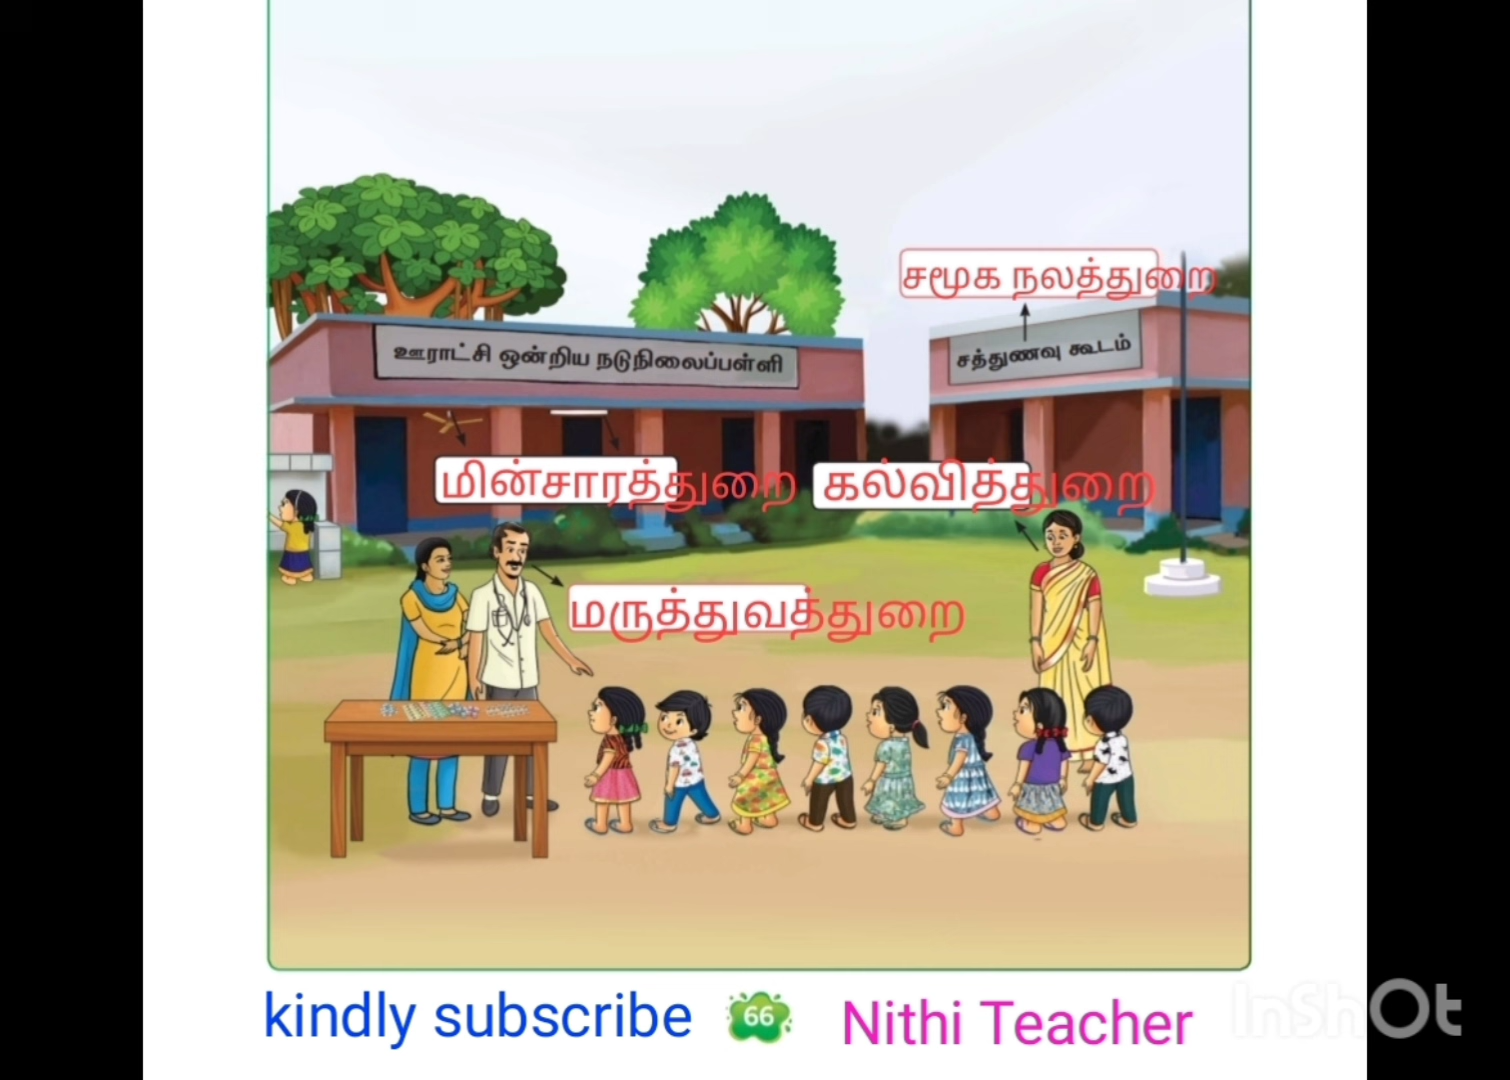 சமூக நலத்துறை
ஊராட்சி ஒன்றிய நடுநிலைப்பள்ளி
சத்துணவு கூடம்
மின்சாரத்துறை
கல்வித்துறை
மருத்துவத்துறை
kindly subscribe
66
Nithi Teacher
InShOt